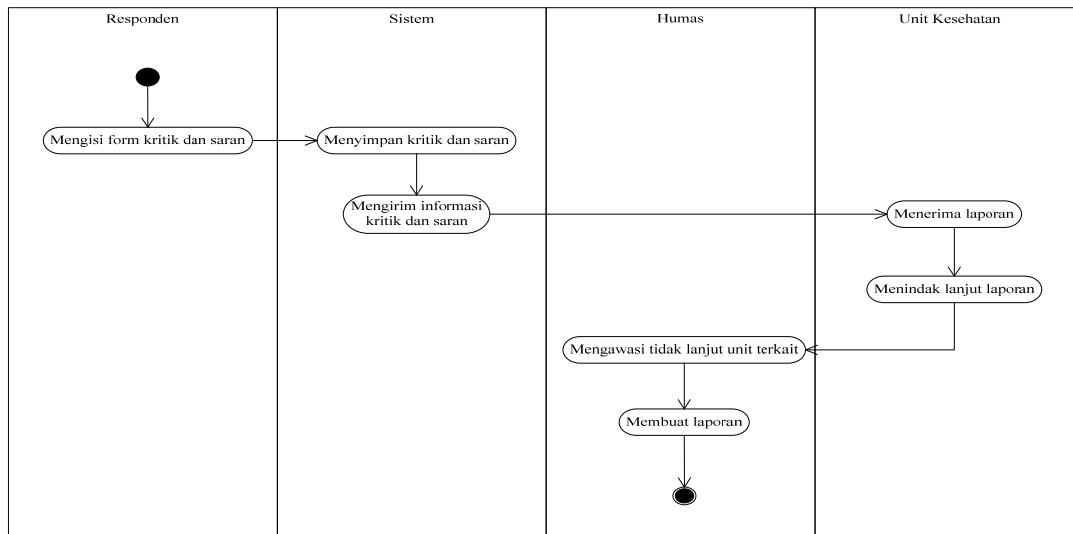 Responden
Sistem
Humas
Unit Kesehatan
Mengisi form kritik dan saran
Menyimpan kritik dan saran
Mengirim informasi
kritik dan saran
Menerima laporan
Menindak lanjut laporan
Mengawasi tidak lanjut unit terkait
Membuat laporan